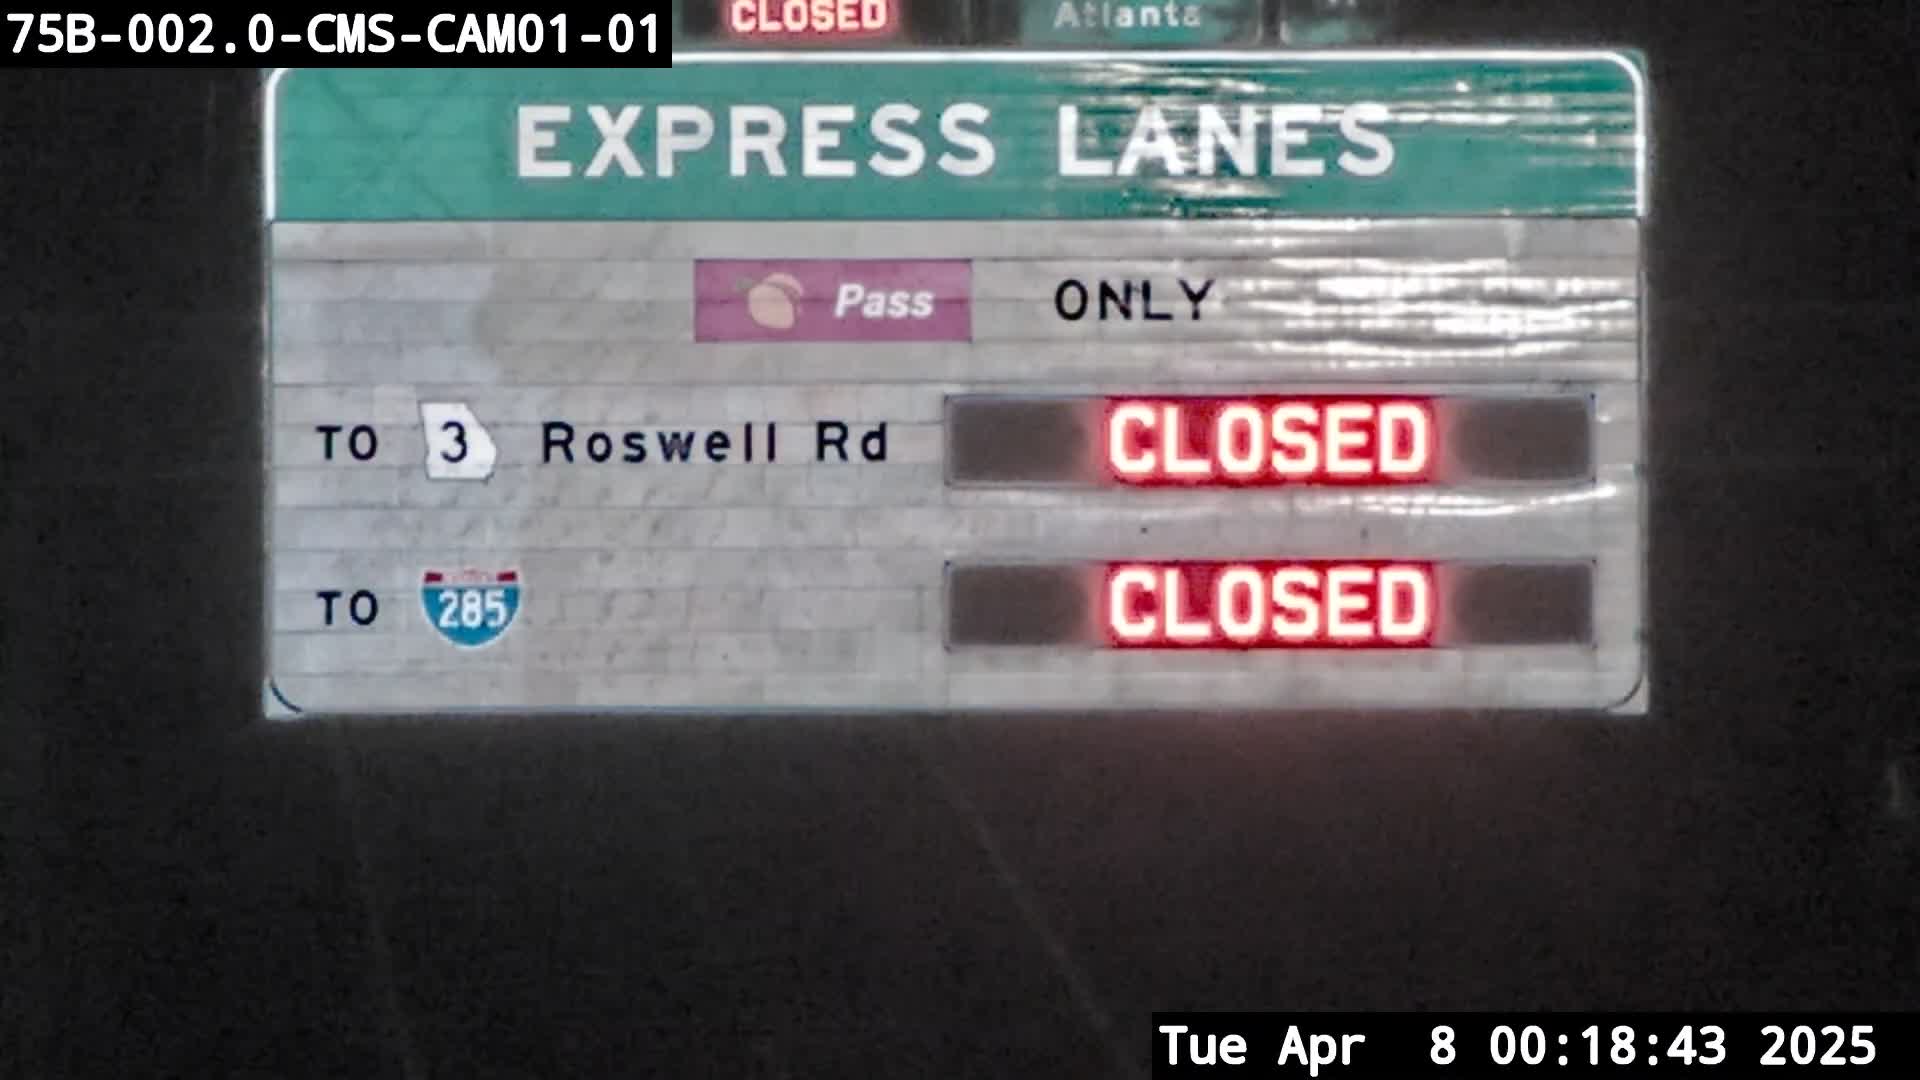 75B-002.0-CMS-CAM01-01
CLOSED
Atlanta
EXPRESS LANES
Pass ONLY
TO 3 Roswell Rd CLOSED
TO 285 CLOSED
Tue Apr 8 00:18:43 2025